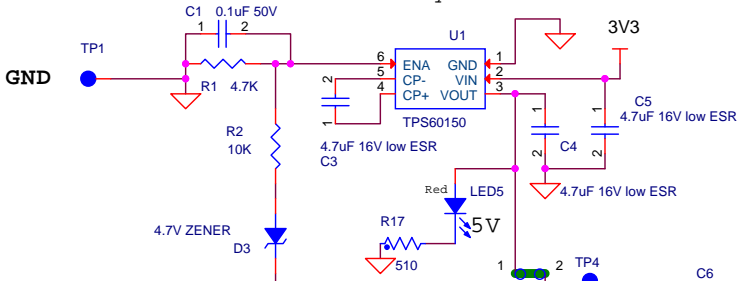 C1 0.1uF 50V
1 2
U1
3V3
TP1
GND
R1 4.7K
6 ENA GND 1
5 CP- VIN 2
4 CP+ VOUT 3
TPS60150
2
1
4.7uF 16V low ESR
C3
R2
10K
C5
4.7uF 16V low ESR
1
2
C4
1
2
4.7uF 16V low ESR
Red
LED5
5V
R17
510
4.7V ZENER
D3
1 2
TP4
C6